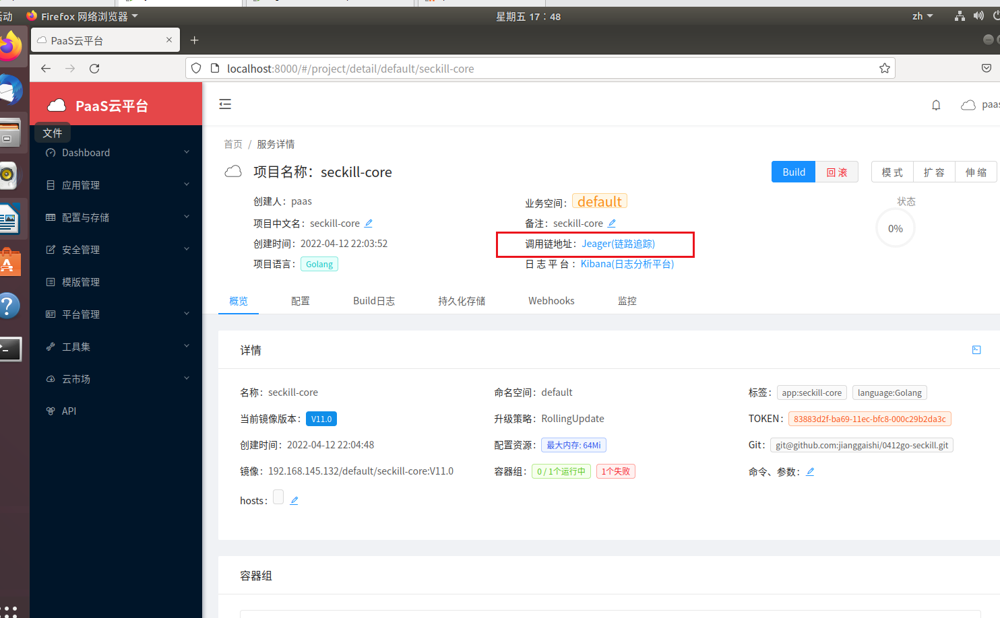 活动 Firefox 网络浏览器 星期五 17：48 zh
PaaS云平台
localhost:8000/#/project/detail/default/seckill-core
PaaS云平台
paas
文件
Dashboard
应用管理
配置与存储
安全管理
模版管理
平台管理
工具集
云市场
API
首页 / 服务详情
项目名称：seckill-core
Build 回 滚 模 式 扩 容 伸 缩
创建人：paas 业务空间：default 状态
项目中文名：seckill-core 备注：seckill-core 0%
创建时间：2022-04-12 22:03:52 调用链地址：Jeager(链路追踪)
项目语言：Golang 日 志 平 台 ：Kibana(日志分析平台)
概览 配置 Build日志 持久化存储 Webhooks 监控
详情
名称：seckill-core 命名空间：default 标签：app:seckill-core language:Golang
当前镜像版本：V11.0 升级策略：RollingUpdate TOKEN：83883d2f-ba69-11ec-bfc8-000c29b2da3c
创建时间：2022-04-12 22:04:48 配置资源：最大内存: 64Mi Git：git@github.com:jianggaishi/0412go-seckill.git
镜像：192.168.145.132/default/seckill-core:V11.0 容器组：0 / 1个运行中 1个失败 命令、参数：
hosts：
容器组